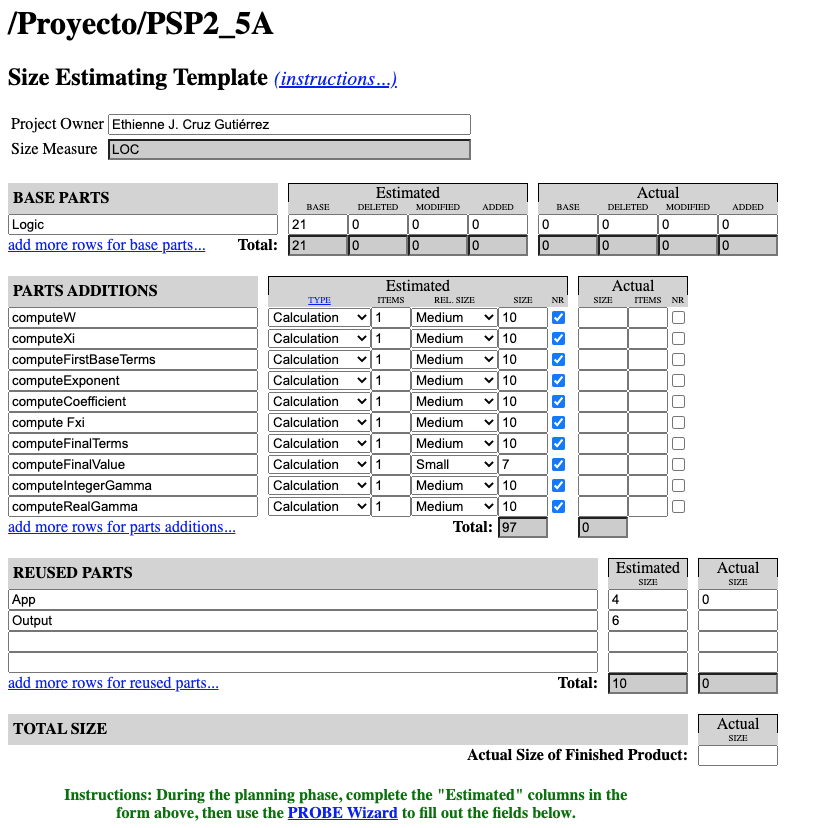 /Proyecto/PSP2_5A
Size Estimating Template (instructions...)
Project Owner Ethienne J. Cruz Gutiérrez
Size Measure LOC
BASE PARTS Estimated Actual
BASE DELETED MODIFIED ADDED BASE DELETED MODIFIED ADDED
Logic 21 0 0 0 0 0 0 0
add more rows for base parts... Total: 21 0 0 0 0 0 0 0
PARTS ADDITIONS Estimated Actual
TYPE ITEMS REL. SIZE SIZE NR SIZE ITEMS NR
computeW Calculation 1 Medium 10
computeXi Calculation 1 Medium 10
computeFirstBaseTerms Calculation 1 Medium 10
computeExponent Calculation 1 Medium 10
computeCoefficient Calculation 1 Medium 10
compute Fxi Calculation 1 Medium 10
computeFinalTerms Calculation 1 Medium 10
computeFinalValue Calculation 1 Small 7
computeIntegerGamma Calculation 1 Medium 10
computeRealGamma Calculation 1 Medium 10
add more rows for parts additions... Total: 97 0
REUSED PARTS Estimated Actual
SIZE SIZE
App 4 0
Output 6
add more rows for reused parts... Total: 10 0
TOTAL SIZE Actual
SIZE
Actual Size of Finished Product:
Instructions: During the planning phase, complete the "Estimated" columns in the
form above, then use the PROBE Wizard to fill out the fields below.